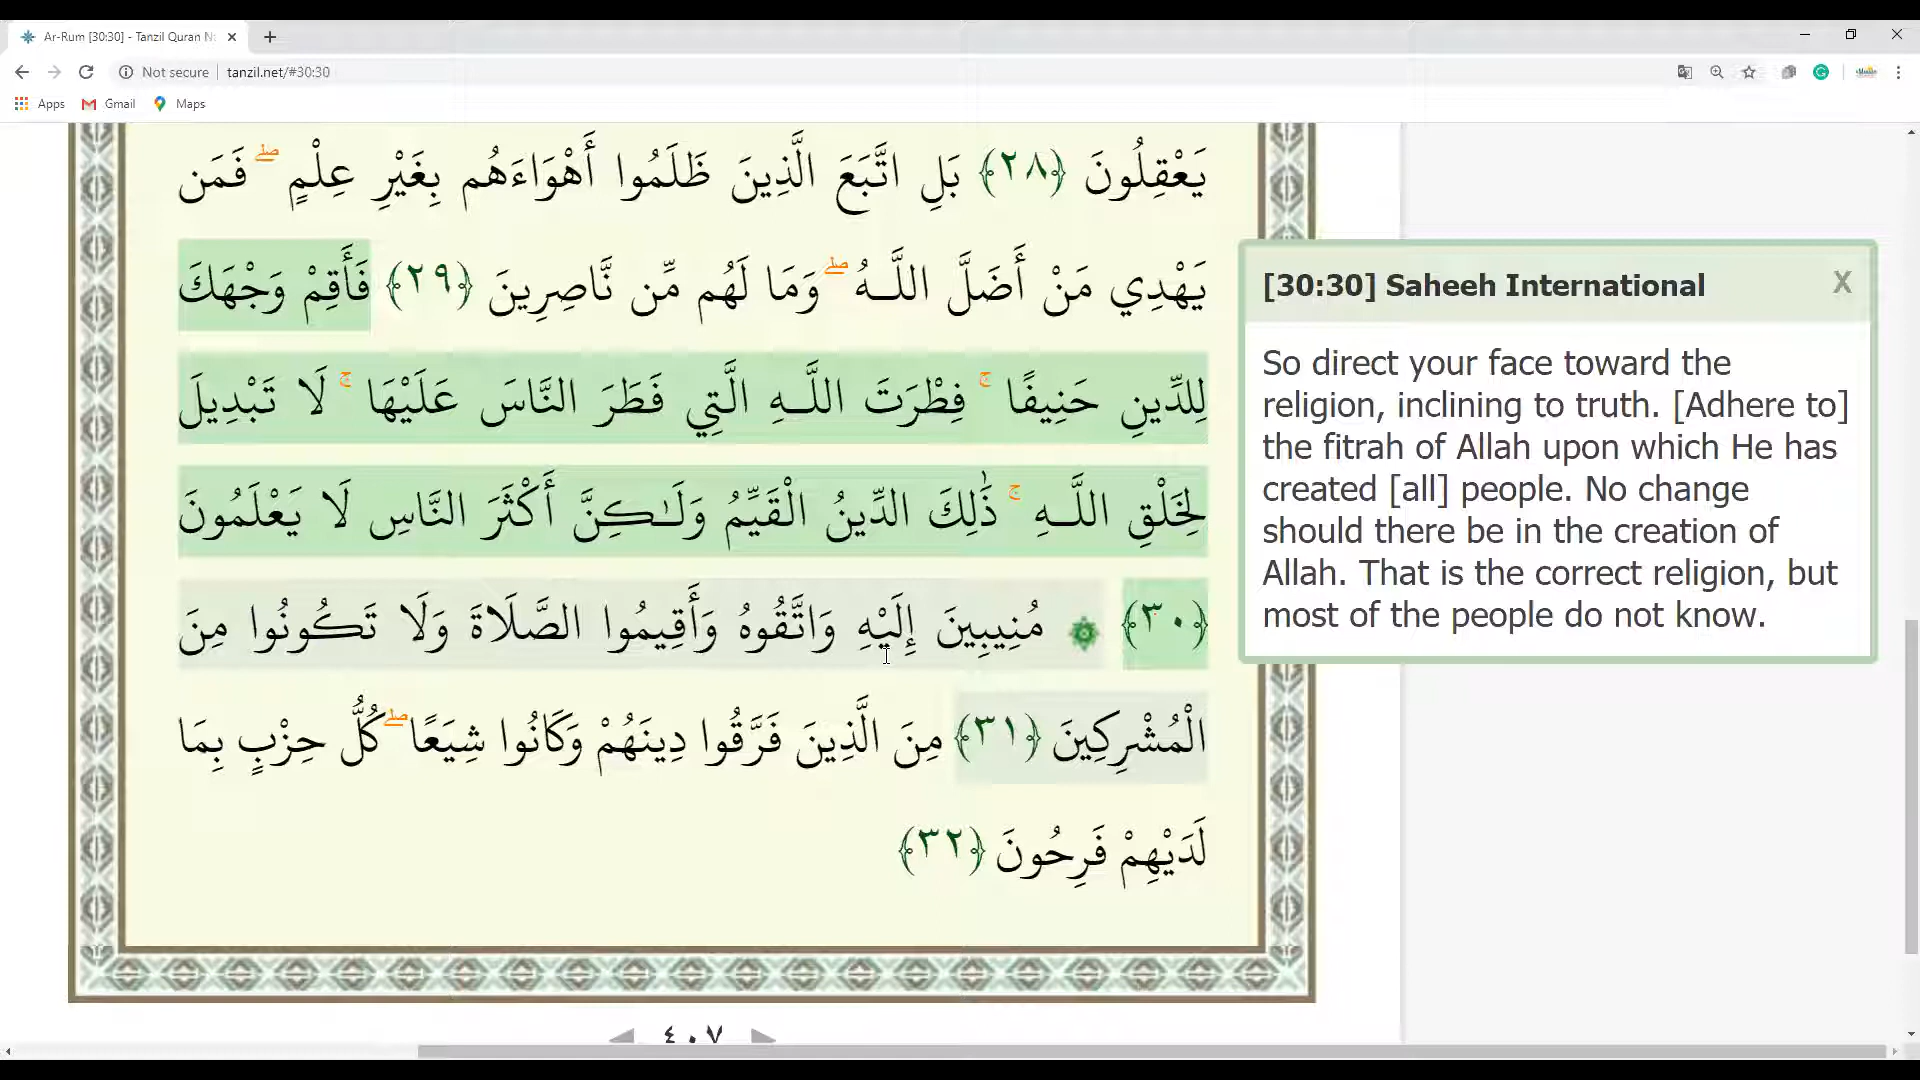 Ar-Rum [30:30] - Tanzil Quran N
Not secure
tanzil.net/#30:30
Apps
Gmail
Maps
يَعْقِلُونَ ﴿٢٨﴾ بَلِ اتَّبَعَ الَّذِينَ ظَلَمُوا أَهْوَاءَهُم بِغَيْرِ عِلْمٍ ۖ فَمَن
يَهْدِي مَنْ أَضَلَّ اللَّـهُ ۖ وَمَا لَهُم مِّن نَّاصِرِينَ ﴿٢٩﴾ فَأَقِمْ وَجْهَكَ
لِلدِّينِ حَنِيفًا ۚ فِطْرَتَ اللَّـهِ الَّتِي فَطَرَ النَّاسَ عَلَيْهَا ۚ لَا تَبْدِيلَ
لِخَلْقِ اللَّـهِ ۚ ذَٰلِكَ الدِّينُ الْقَيِّمُ وَلَـٰكِنَّ أَكْثَرَ النَّاسِ لَا يَعْلَمُونَ
﴿٣٠﴾ ۞ مُنِيبِينَ إِلَيْهِ وَاتَّقُوهُ وَأَقِيمُوا الصَّلَاةَ وَلَا تَكُونُوا مِنَ
الْمُشْرِكِينَ ﴿٣١﴾ مِنَ الَّذِينَ فَرَّقُوا دِينَهُمْ وَكَانُوا شِيَعًا ۖ كُلُّ حِزْبٍ بِمَا
لَدَيْهِمْ فَرِحُونَ ﴿٣٢﴾
٤٠٧
[30:30] Saheeh International X
So direct your face toward the
religion, inclining to truth. [Adhere to]
the fitrah of Allah upon which He has
created [all] people. No change
should there be in the creation of
Allah. That is the correct religion, but
most of the people do not know.